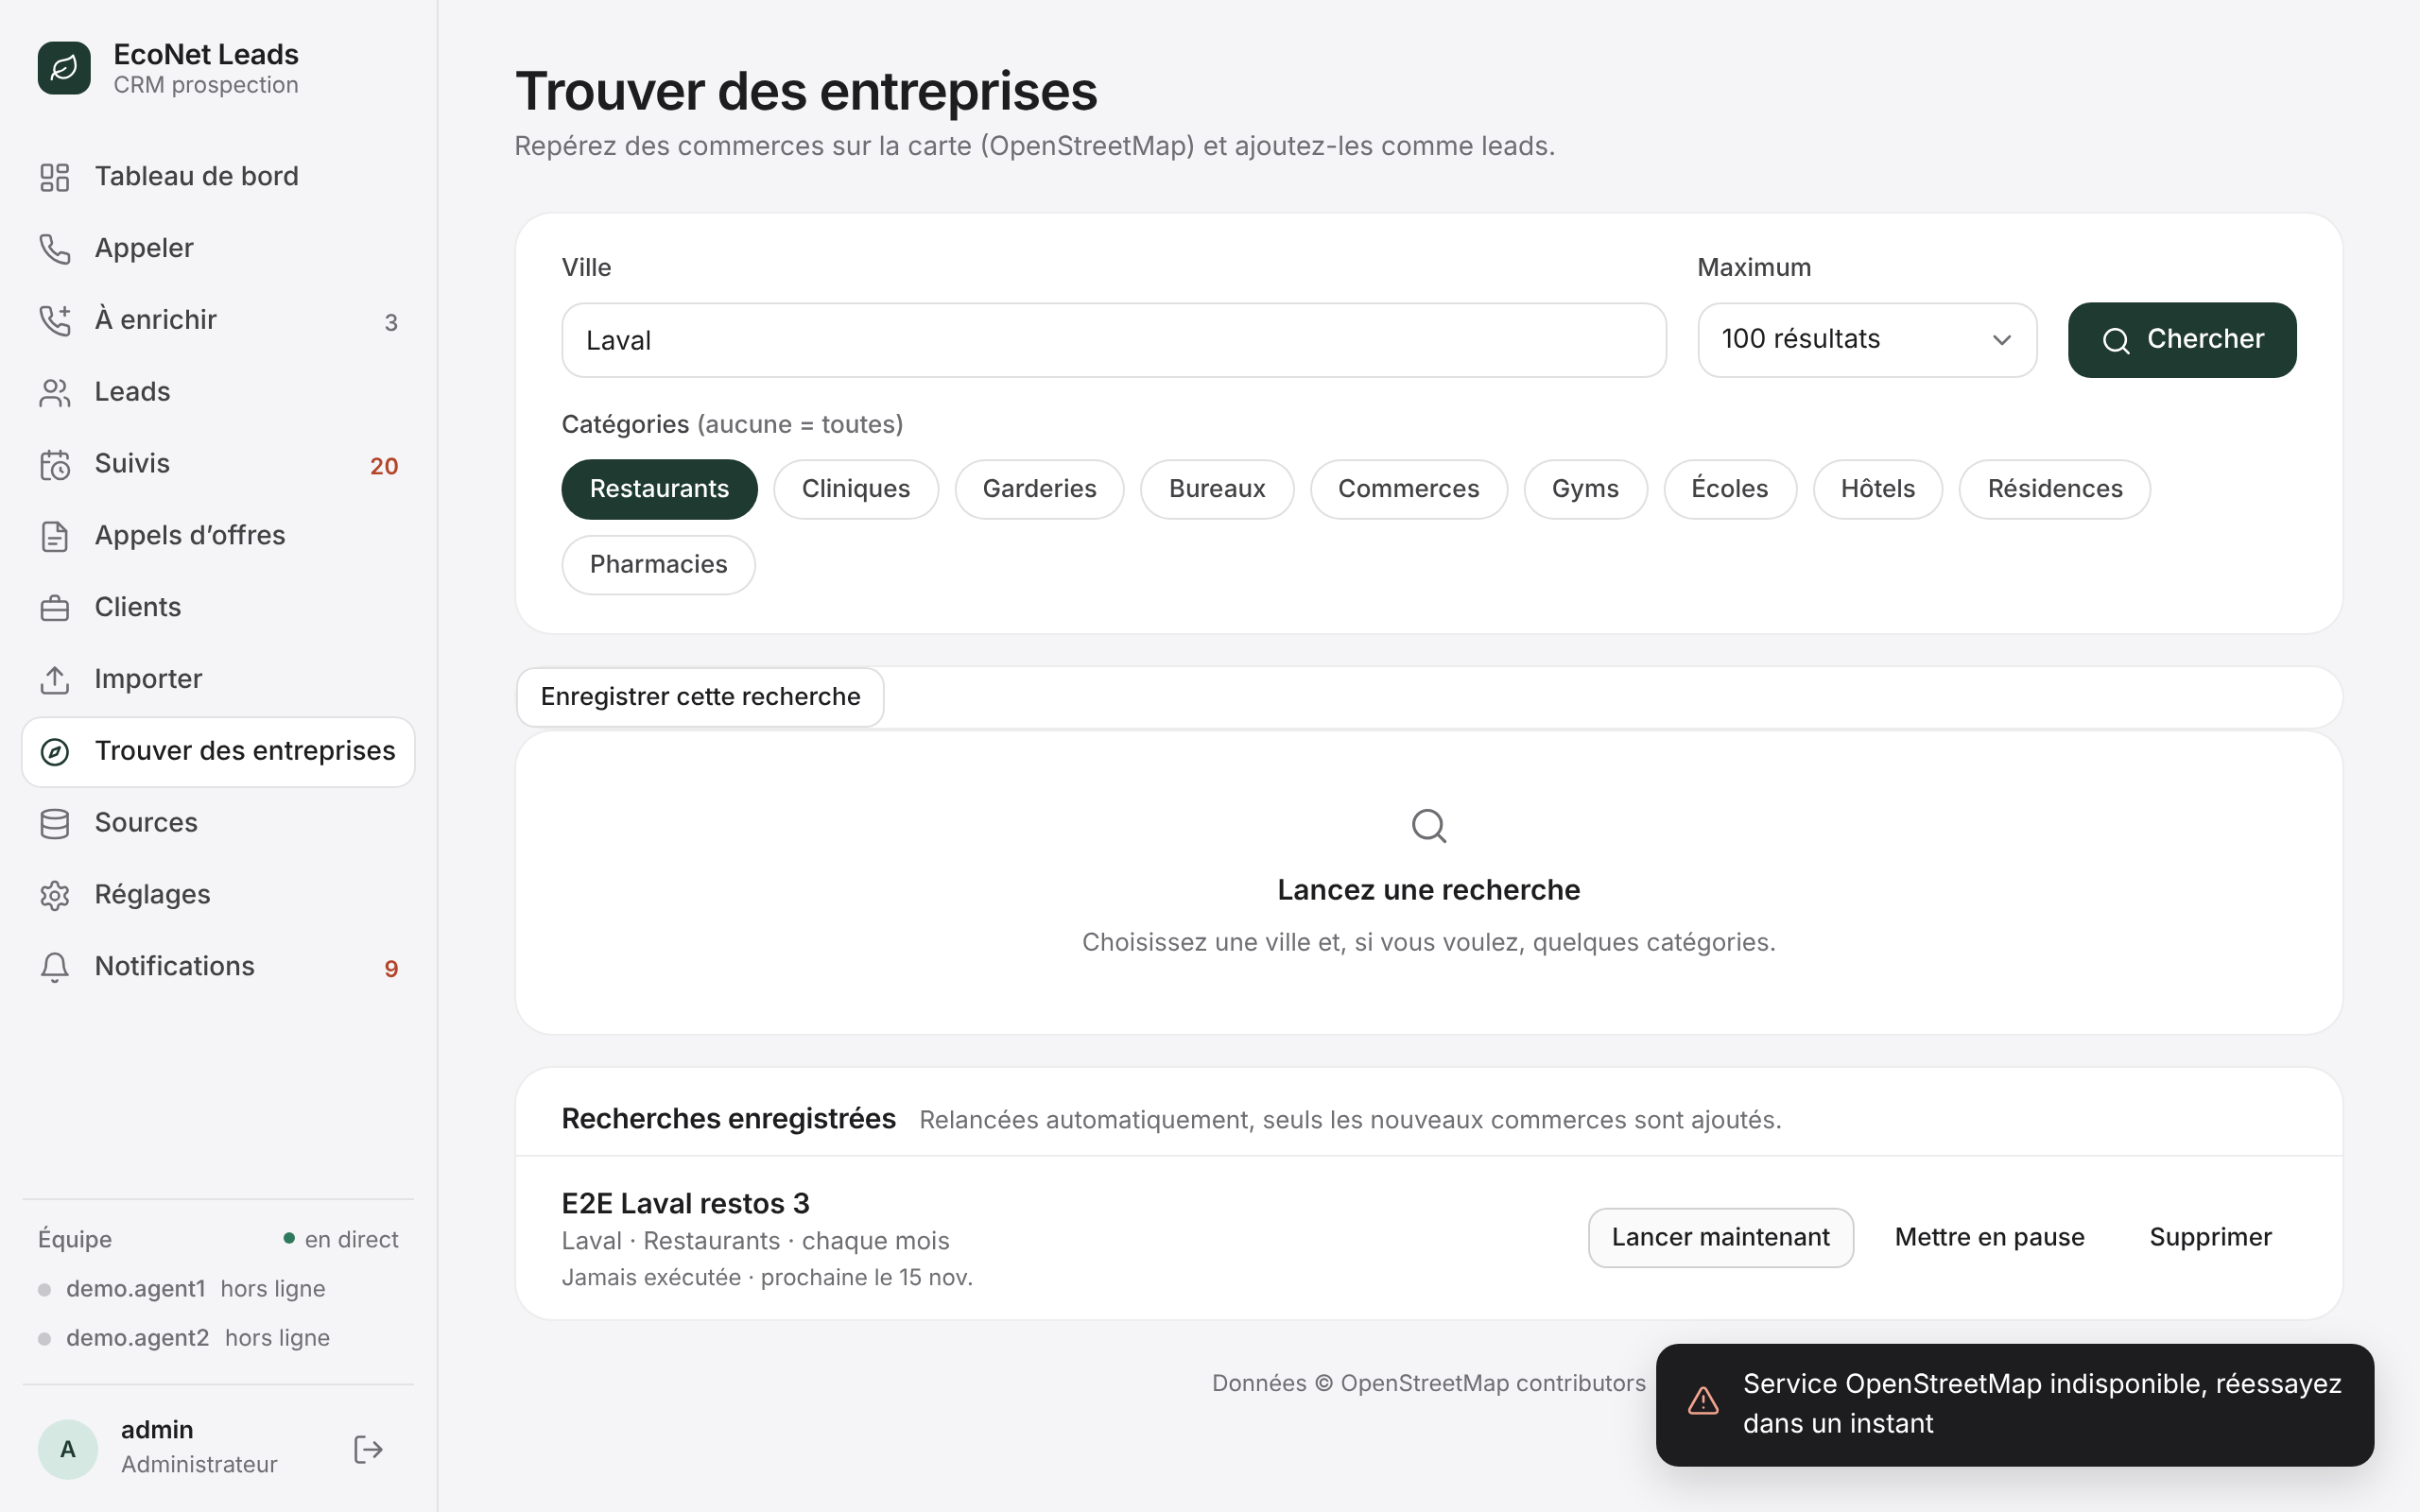 EcoNet Leads
CRM prospection
Tableau de bord
Appeler
À enrichir 3
Leads
Suivis 20
Appels d’offres
Clients
Importer
Trouver des entreprises
Sources
Réglages
Notifications 9
Équipe en direct
demo.agent1 hors ligne
demo.agent2 hors ligne
A
admin
Administrateur
Trouver des entreprises
Repérez des commerces sur la carte (OpenStreetMap) et ajoutez-les comme leads.
Ville
Maximum
Laval
100 résultats
Chercher
Catégories (aucune = toutes)
Restaurants Cliniques Garderies Bureaux Commerces Gyms Écoles Hôtels Résidences
Pharmacies
Enregistrer cette recherche
Lancez une recherche
Choisissez une ville et, si vous voulez, quelques catégories.
Recherches enregistrées Relancées automatiquement, seuls les nouveaux commerces sont ajoutés.
E2E Laval restos 3
Laval · Restaurants · chaque mois
Jamais exécutée · prochaine le 15 nov.
Lancer maintenant Mettre en pause Supprimer
Données © OpenStreetMap contributors
Service OpenStreetMap indisponible, réessayez
dans un instant